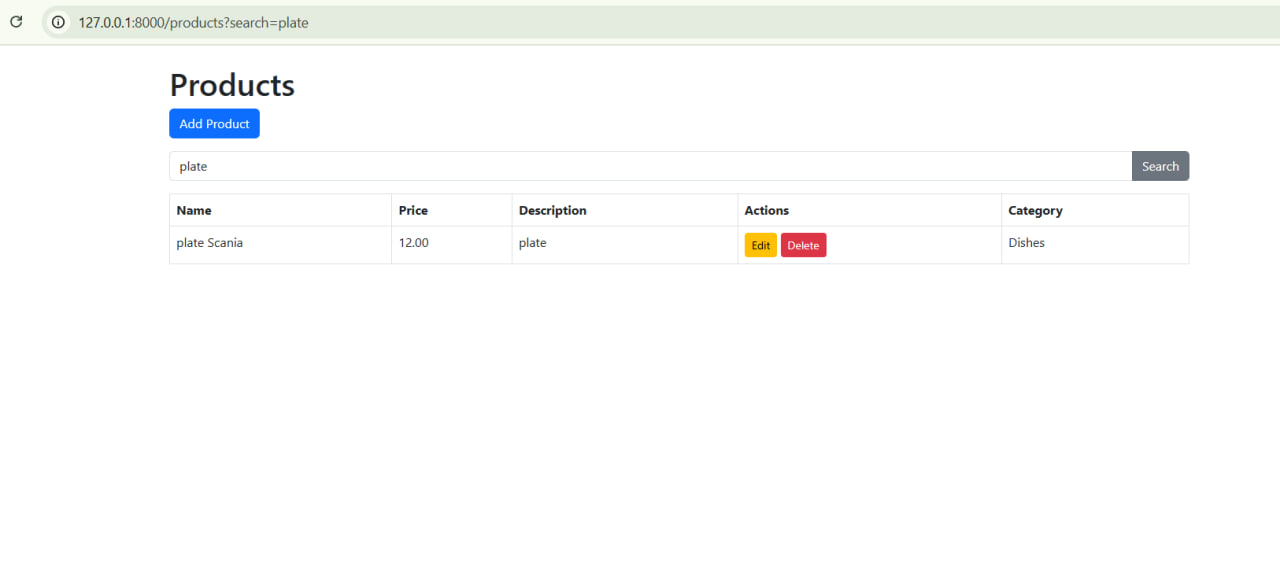 127.0.0.1:8000/products?search=plate
Products
Add Product
plate Search
Name Price Description Actions Category
plate Scania 12.00 plate Edit Delete Dishes